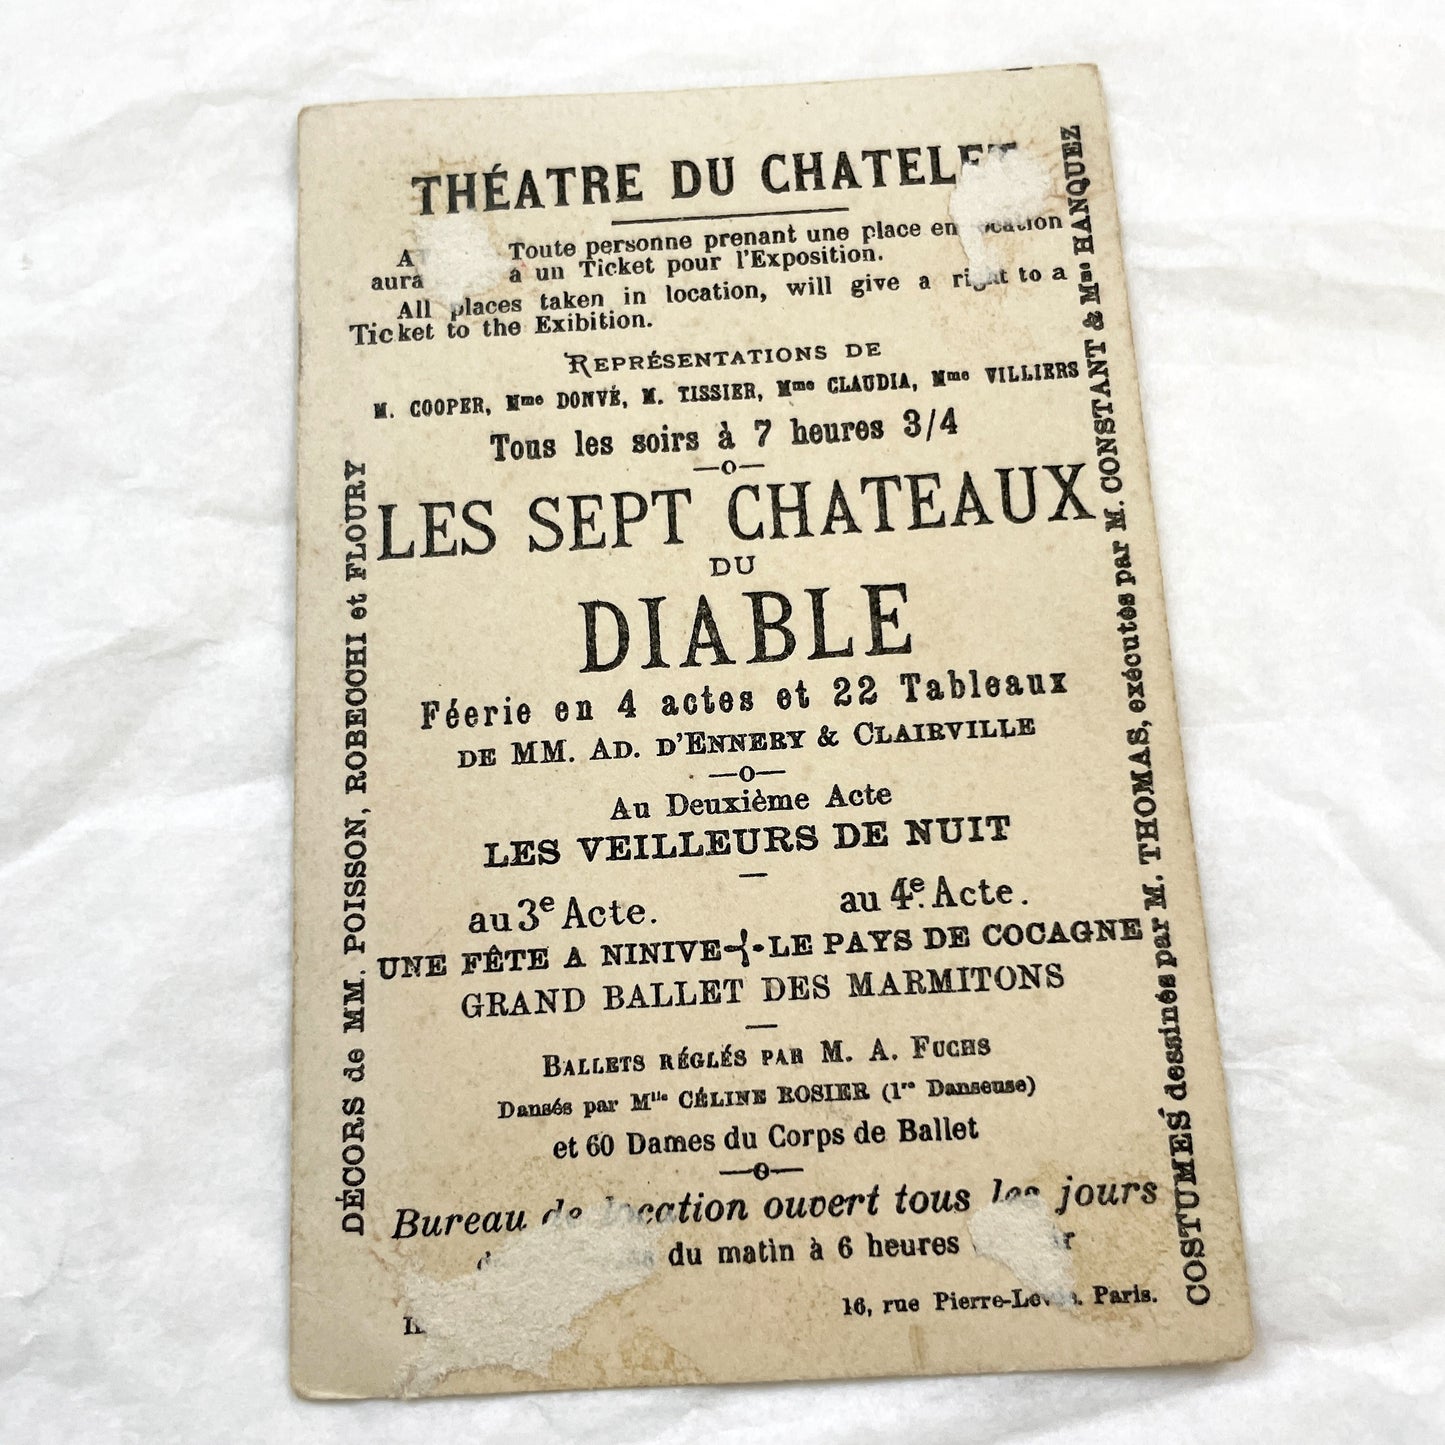 THÉATRE DU CHATELET
Toute personne prenant une place en
aura un Ticket pour l'Exposition.
All places taken in location, will give a right to a
Ticket to the Exibition.
REPRÉSENTATIONS DE
M. COOPER, Mme DONVÉ, M. TISSIER, Mme CLAUDIA, Mme VILLIERS
Tous les soirs à 7 heures 3/4
LES SEPT CHATEAUX
DU
DIABLE
Féerie en 4 actes et 22 Tableaux
DE MM. AD. D'ENNERY & CLAIRVILLE
Au Deuxième Acte
LES VEILLEURS DE NUIT
au 3e Acte. au 4e. Acte.
UNE FÊTE A NINIVE LE PAYS DE COCAGNE
GRAND BALLET DES MARMITONS
BALLETS RÉGLÉS PAR M. A. FUCHS
Dansés par Mlle CÉLINE ROSIER (1re Danseuse)
et 60 Dames du Corps de Ballet
Bureau de location ouvert tous les jours
du matin à 6 heures
16, rue Pierre-Levée. Paris.
DÉCORS de MM. POISSON, ROBECCHI et FLOURY
COSTUMES dessinés par M. THOMAS, exécutés par M. CONSTANT & Mme HANQUEZ